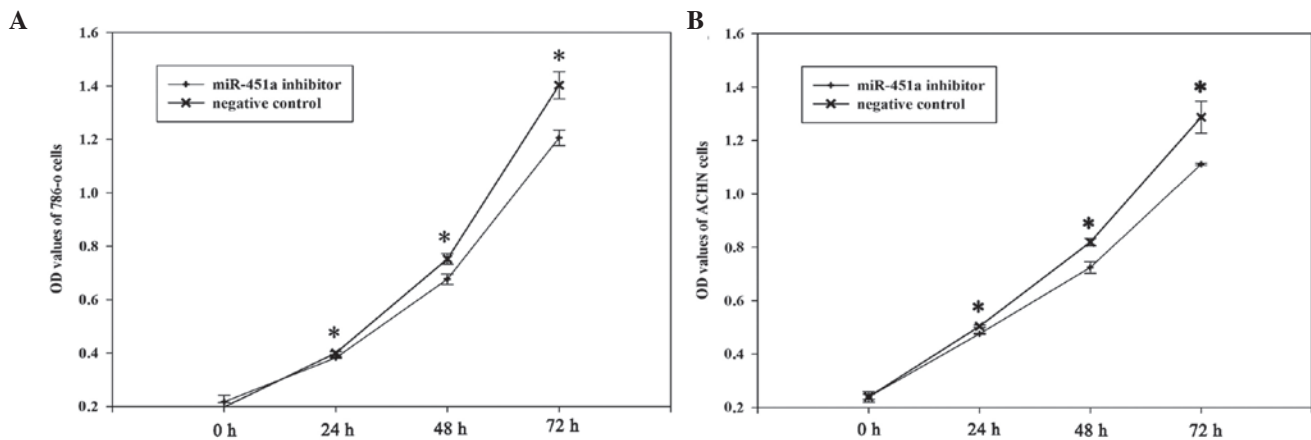 A
1.6
1.4
1.2
1.0
0.8
0.6
0.4
0.2
OD values of 786-o cells
miR-451a inhibitor
negative control
*
*
*
0 h
24 h
48 h
72 h
B
1.6
1.4
1.2
1.0
0.8
0.6
0.4
0.2
OD values of ACHN cells
miR-451a inhibitor
negative control
*
*
*
0 h
24 h
48 h
72 h